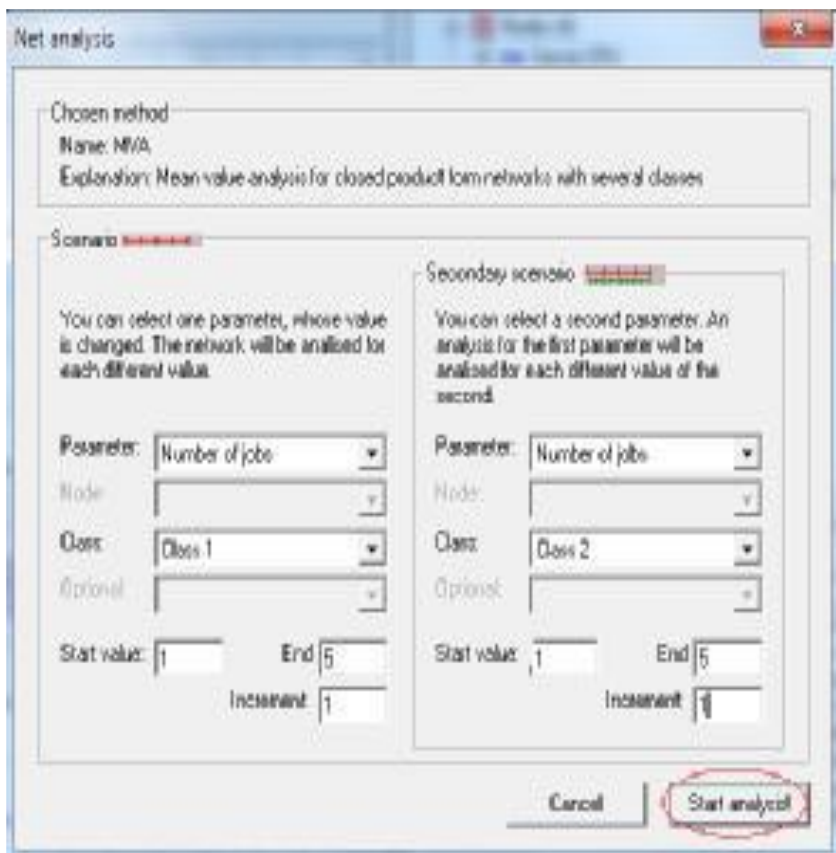 Net analysis
Chosen method
Name: MVA
Explanation: Mean value analysis for closed product form networks with several classes
Scenario
You can select one parameter, whose value
is changed. The network will be analised for
each different value.
Parameter: Number of jobs
Node:
Class: Class 1
Optional:
Start value: 1 End 5
Increment 1
Secondary scenario
You can select a second parameter. An
analysis for the first parameter will be
analised for each different value of the
second.
Parameter: Number of jobs
Node:
Class: Class 2
Optional:
Start value: 1 End 5
Increment 1
Cancel
Start analysis!